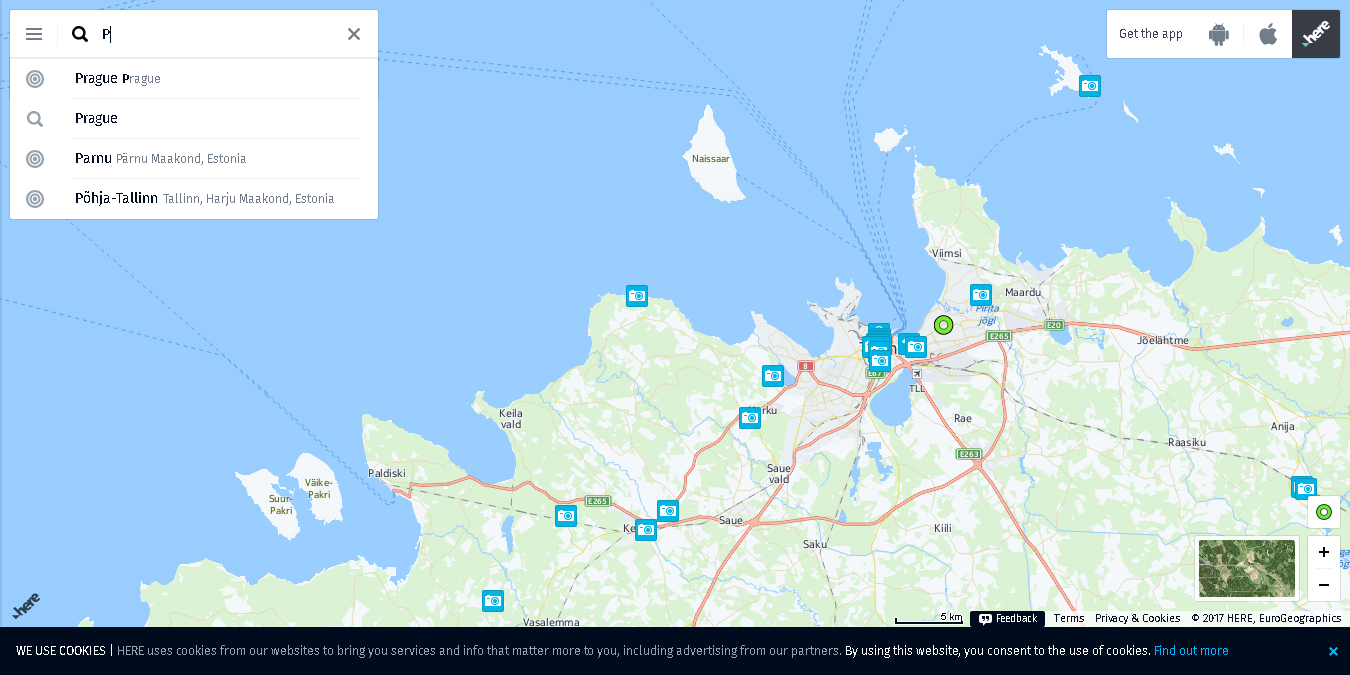 P
Get the app
here
Prague Prague
Prague
Parnu Pärnu Maakond, Estonia
Põhja-Tallinn Tallinn, Harju Maakond, Estonia
Naissaar
Viimsi
Maardu
Pirita
jõgi
E20
E265
Jõelähtme
8
E67
TLL
Keila
vald
Rae
Anija
Raasiku
E263
Paldiski
Saue
vald
Väike-
Pakri
Suur-
Pakri
E265
Saue
Kiili
Saku
+
−
here
Vasalemma
5 km
Feedback
Terms
Privacy & Cookies
© 2017 HERE, EuroGeographics
WE USE COOKIES | HERE uses cookies from our websites to bring you services and info that matter more to you, including advertising from our partners. By using this website, you consent to the use of cookies. Find out more